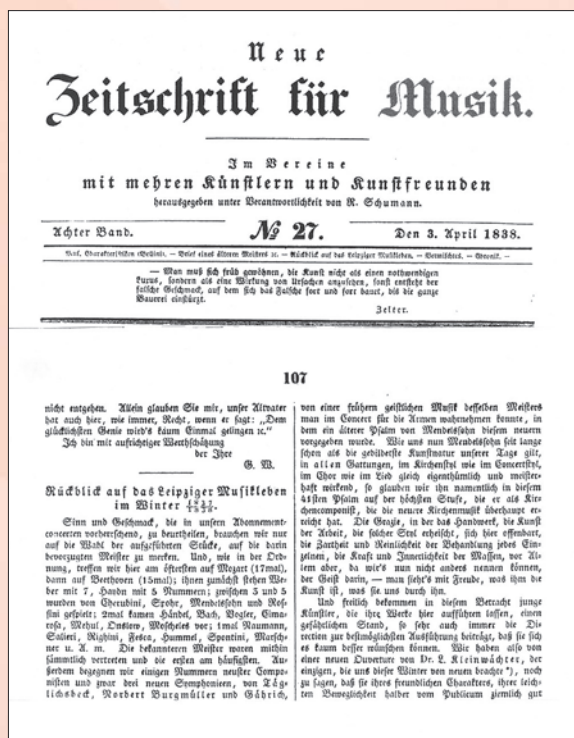 Neue
Zeitschrift für Musik.
Im Vereine
mit mehren Künstlern und Kunstfreunden
herausgegeben unter Verantwortlichkeit von R. Schumann.
Achter Band. № 27. Den 3. April 1838.
Neuf. Charakteristiken (Bellini). — Brief eines älteren Meisters ꝛc. — Rückblick auf das Leipziger Musikleben. — Vermischtes. — Chronik. —
— Man muß sich früh gewöhnen, die Kunst nicht als einen nothwendigen
Luxus, sondern als eine Wirkung von Ursachen anzusehen, sonst entsteht der
falsche Geschmack, auf dem sich das Falsche fort und fort bauet, bis die ganze
Bauerei einstürzt.
Zelter.
107
nicht entgehen. Allein glauben Sie mir, unser Altvater
hat auch hier, wie immer, Recht, wenn er sagt: „Dem
glücklichsten Genie wird's kaum Einmal gelingen ꝛc.“
Ich bin mit aufrichtiger Werthschätzung
der Ihre
G. W.
Rückblick auf das Leipziger Musikleben
im Winter 1837/1838.
Sinn und Geschmack, die in unsern Abonnement-
concerten vorherrschend, zu beurtheilen, brauchen wir nur
auf die Wahl der aufgeführten Stücke, auf die darin
bevorzugten Meister zu merken. Und, wie in der Ord-
nung, treffen wir hier am öftersten auf Mozart (17mal),
dann auf Beethoven (15mal); ihnen zunächst stehen We-
ber mit 7, Haydn mit 5 Nummern; zwischen 3 und 5
wurden von Cherubini, Spohr, Mendelssohn und Ros-
sini gespielt; 2mal kamen Händel, Bach, Vogler, Cima-
rosa, Mehul, Onslow, Moscheles vor; 1mal Naumann,
Salieri, Righini, Fesca, Hummel, Spontini, Marsch-
ner u. A. m. Die bekannteren Meister waren mithin
sämmtlich vertreten und die ersten am häufigsten. Au-
ßerdem begegnen wir einigen Nummern neuster Compo-
nisten und zwar drei neuen Symphonieen, von Täg-
lichsbeck, Norbert Burgmüller und Gährich,
von einer frühern geistlichen Musik desselben Meisters
man im Concert für die Armen wahrnehmen konnte, in
dem ein älterer Psalm von Mendelssohn diesem neuern
vorgegeben wurde. Wie uns nun Mendelssohn seit lange
schon als die gebildetste Kunstnatur unserer Tage gilt,
in allen Gattungen, im Kirchenstyl wie im Concertstyl,
im Chor wie im Lied gleich eigenthümlich und meister-
haft wirkend, so glauben wir ihn namentlich in diesem
41sten Psalm auf der höchsten Stufe, die er als Kir-
chencomponist, die die neuere Kirchenmusik überhaupt er-
reicht hat. Die Grazie, in der das Handwerk, die Kunst
der Arbeit, die solcher Styl erheischt, sich hier offenbart,
die Zartheit und Reinlichkeit der Behandlung jedes Ein-
zelnen, die Kraft und Innerlichkeit der Massen, vor Al-
lem aber, da wir's nun nicht anders nennen können,
der Geist darin, — man sieht's mit Freude, was ihm die
Kunst ist, was sie uns durch ihn.
Und freilich bekommen in diesem Betracht junge
Künstler, die ihre Werke hier aufführen lassen, einen
gefährlichen Stand, so sehr auch immer die Di-
rection zur bestmöglichsten Ausführung beiträgt, daß sie sich
es kaum besser wünschen können. Wir haben also von
einer neuen Ouverture von Dr. L. Kleinwächter, der
einzigen, die uns dieser Winter von neuen brachte*), noch
zu sagen, daß sie ihres freundlichen Charakters, ihrer leich-
ten Beweglichkeit halber vom Publicum ziemlich gut